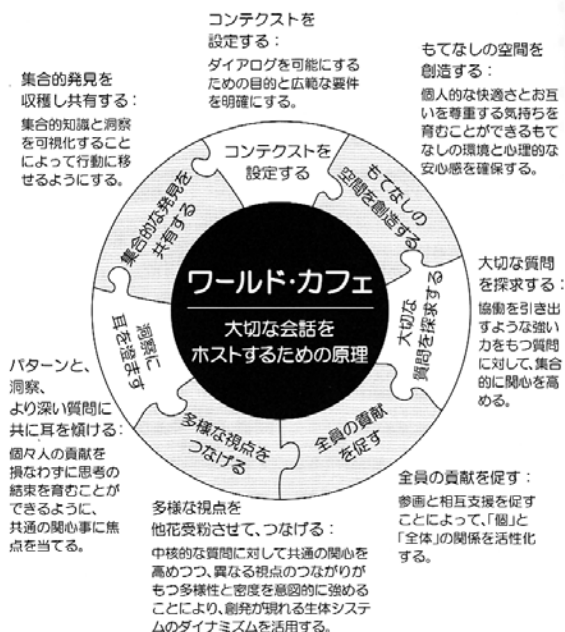 コンテクストを
設定する：
ダイアログを可能にする
ための目的と広範な要件
を明確にする。
もてなしの空間を
創造する：
個人的な快適さとお互
いを尊重する気持ちを
育むことができるもて
なしの環境と心理的な
安心感を確保する。
大切な質問
を探求する：
協働を引き出
すような強い
力をもつ質問
に対して、集合
的に関心を高
める。
全員の貢献を促す：
参画と相互支援を促す
ことによって、「個」と
「全体」の関係を活性化
する。
多様な視点を
他花受粉させて、つなげる：
中核的な質問に対して共通の関心を
高めつつ、異なる視点のつながりが
もつ多様性と密度を意図的に強める
ことにより、創発が現れる生体システ
ムのダイナミズムを活用する。
パターンと、
洞察、
より深い質問に
共に耳を傾ける：
個々人の貢献を
損なわずに思考の
結束を育むことが
できるように、
共通の関心事に焦
点を当てる。
集合的発見を
収穫し共有する：
集合的知識と洞察
を可視化すること
によって行動に移
せるようにする。
コンテクストを
設定する
もてなしの
空間を創造する
大切な
質問を探求する
全員の貢献
を促す
多様な視点を
つなげる
洞察に
耳を澄ます
集合的な発見を
共有する
ワールド・カフェ
大切な会話を
ホストするための原理